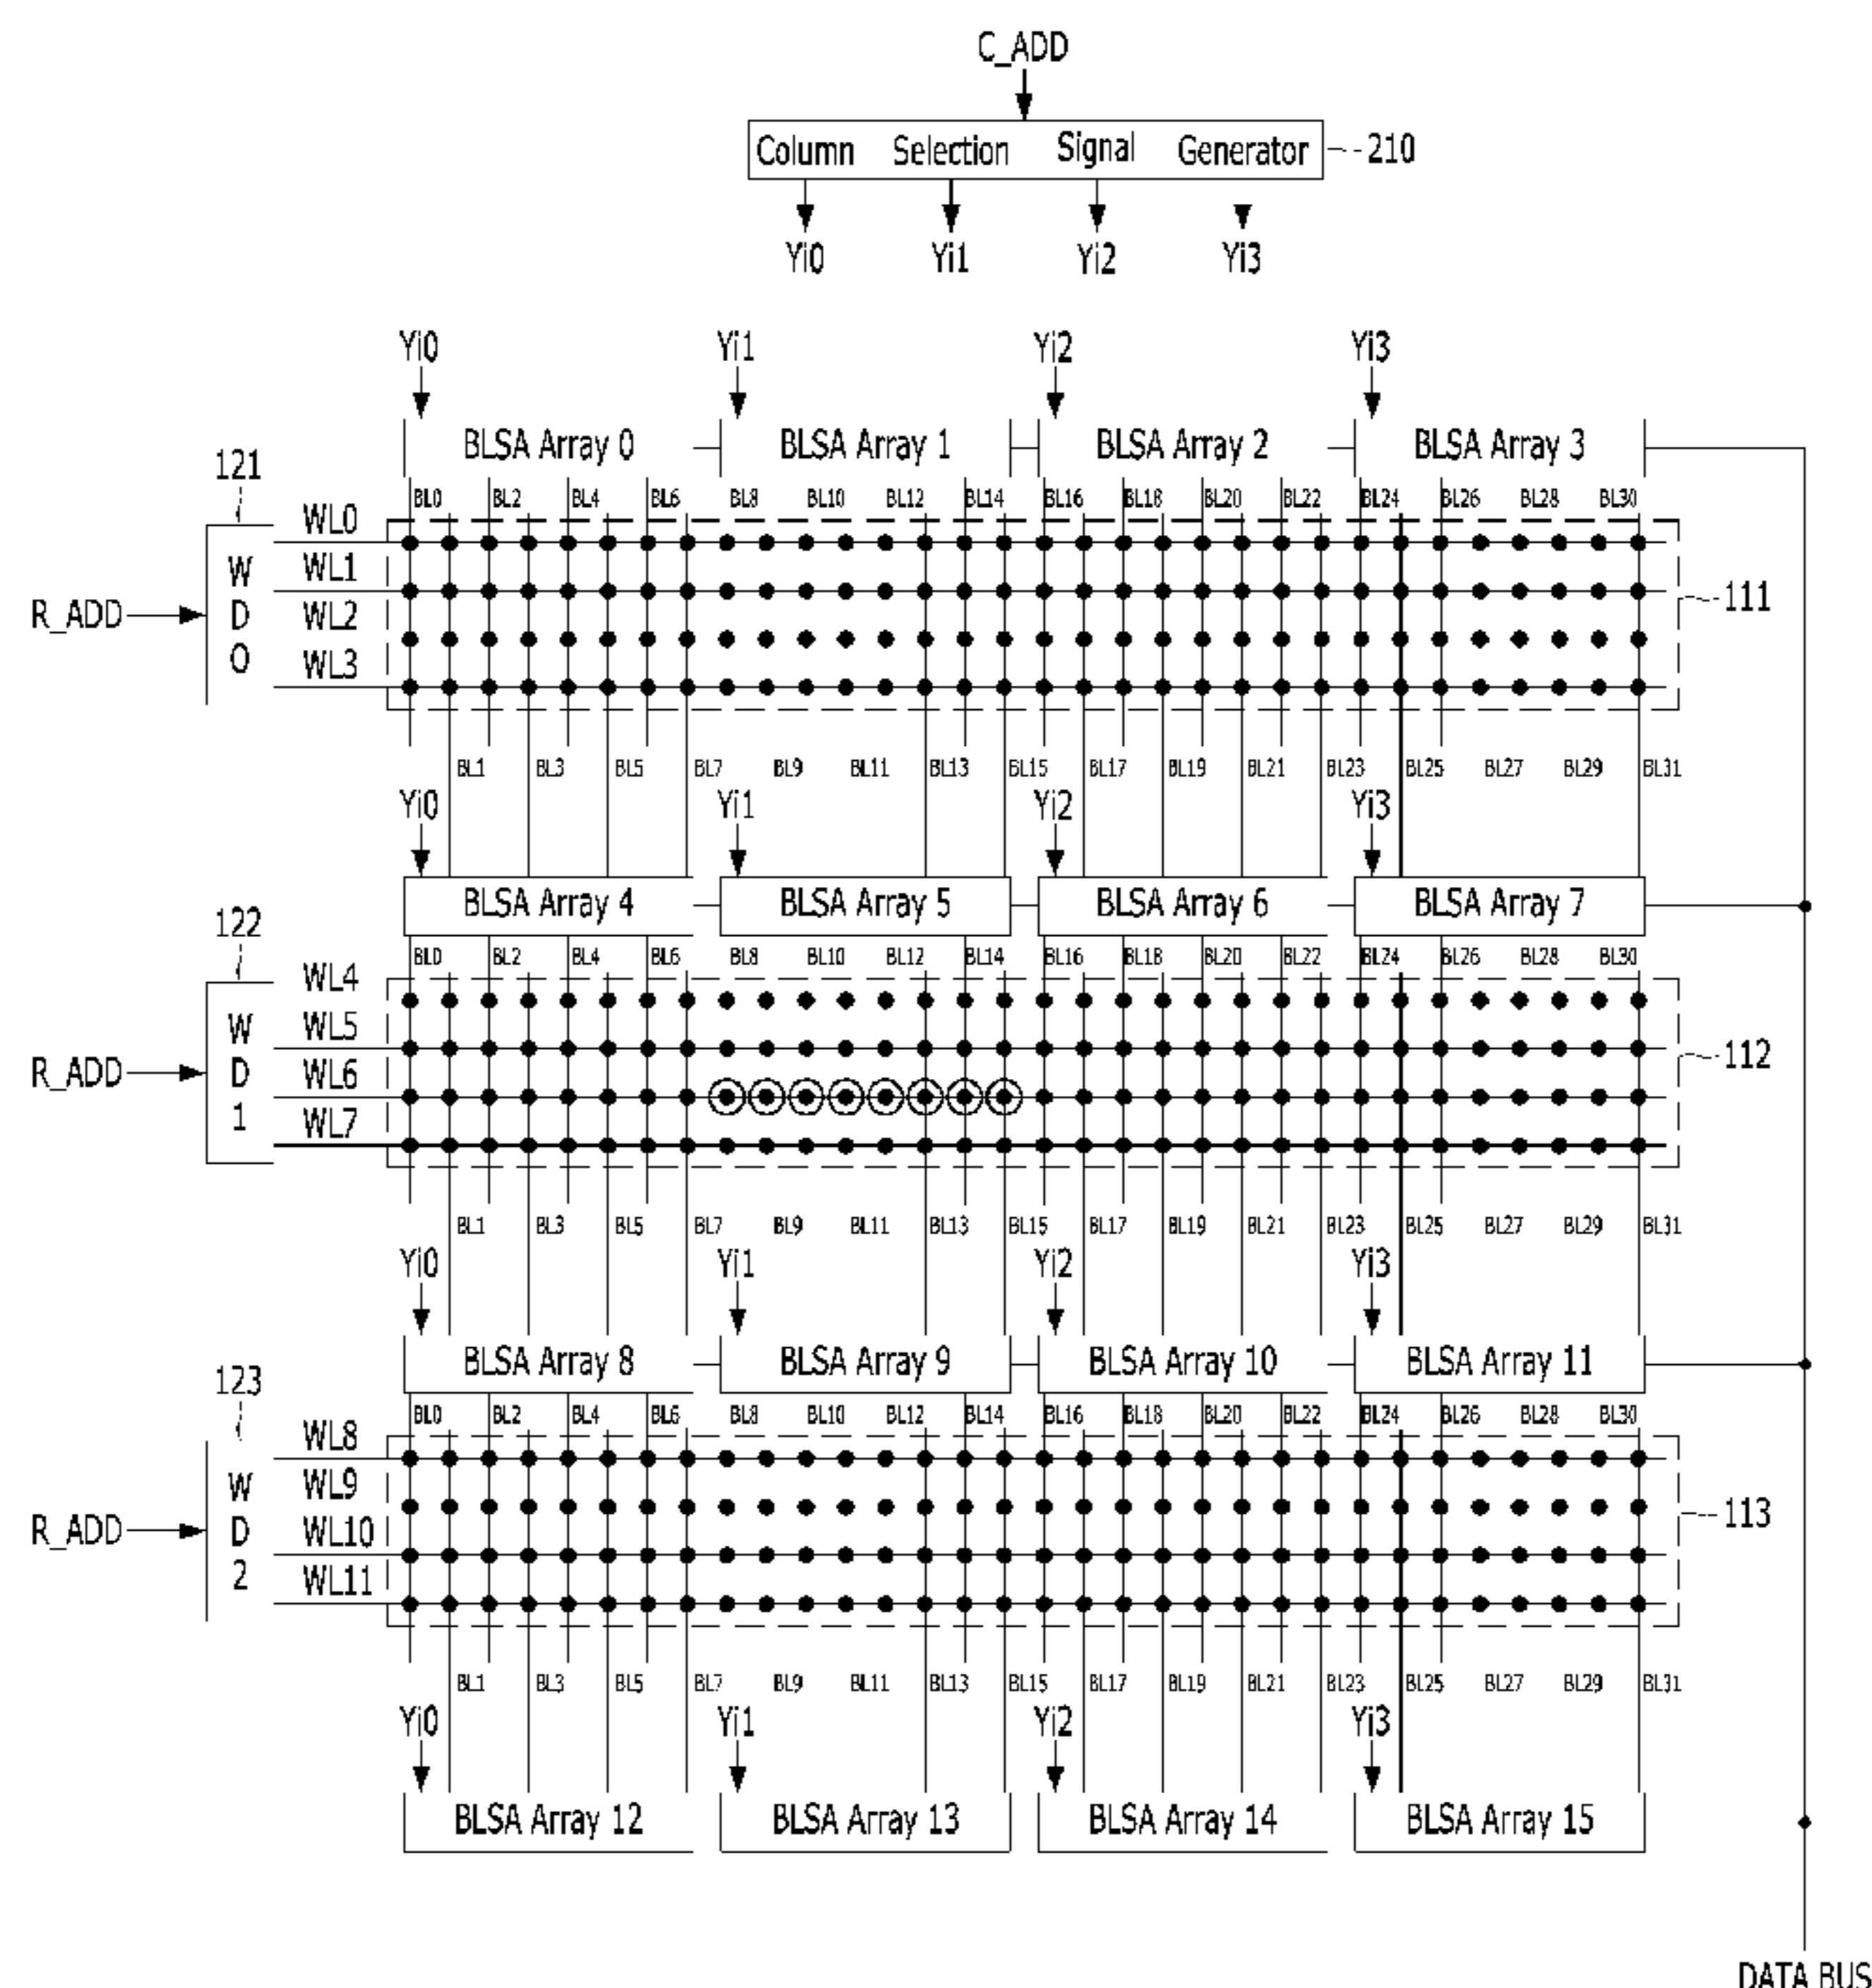 C_ADD
Column Selection Signal Generator 210
Yi0 Yi1 Yi2 Yi3
Yi0 Yi1 Yi2 Yi3
BLSA Array 0 BLSA Array 1 BLSA Array 2 BLSA Array 3
121
BL0 BL2 BL4 BL6 BL8 BL10 BL12 BL14 BL16 BL18 BL20 BL22 BL24 BL26 BL28 BL30
WL0
WL1
WL2
WL3
R_ADD
W
D
O
111
BL1 BL3 BL5 BL7 BL9 BL11 BL13 BL15 BL17 BL19 BL21 BL23 BL25 BL27 BL29 BL31
Yi0 Yi1 Yi2 Yi3
BLSA Array 4 BLSA Array 5 BLSA Array 6 BLSA Array 7
122
BL0 BL2 BL4 BL6 BL8 BL10 BL12 BL14 BL16 BL18 BL20 BL22 BL24 BL26 BL28 BL30
WL4
WL5
WL6
WL7
R_ADD
W
D
1
112
BL1 BL3 BL5 BL7 BL9 BL11 BL13 BL15 BL17 BL19 BL21 BL23 BL25 BL27 BL29 BL31
Yi0 Yi1 Yi2 Yi3
BLSA Array 8 BLSA Array 9 BLSA Array 10 BLSA Array 11
123
BL0 BL2 BL4 BL6 BL8 BL10 BL12 BL14 BL16 BL18 BL20 BL22 BL24 BL26 BL28 BL30
WL8
WL9
WL10
WL11
R_ADD
W
D
2
113
BL1 BL3 BL5 BL7 BL9 BL11 BL13 BL15 BL17 BL19 BL21 BL23 BL25 BL27 BL29 BL31
Yi0 Yi1 Yi2 Yi3
BLSA Array 12 BLSA Array 13 BLSA Array 14 BLSA Array 15
DATA BUS